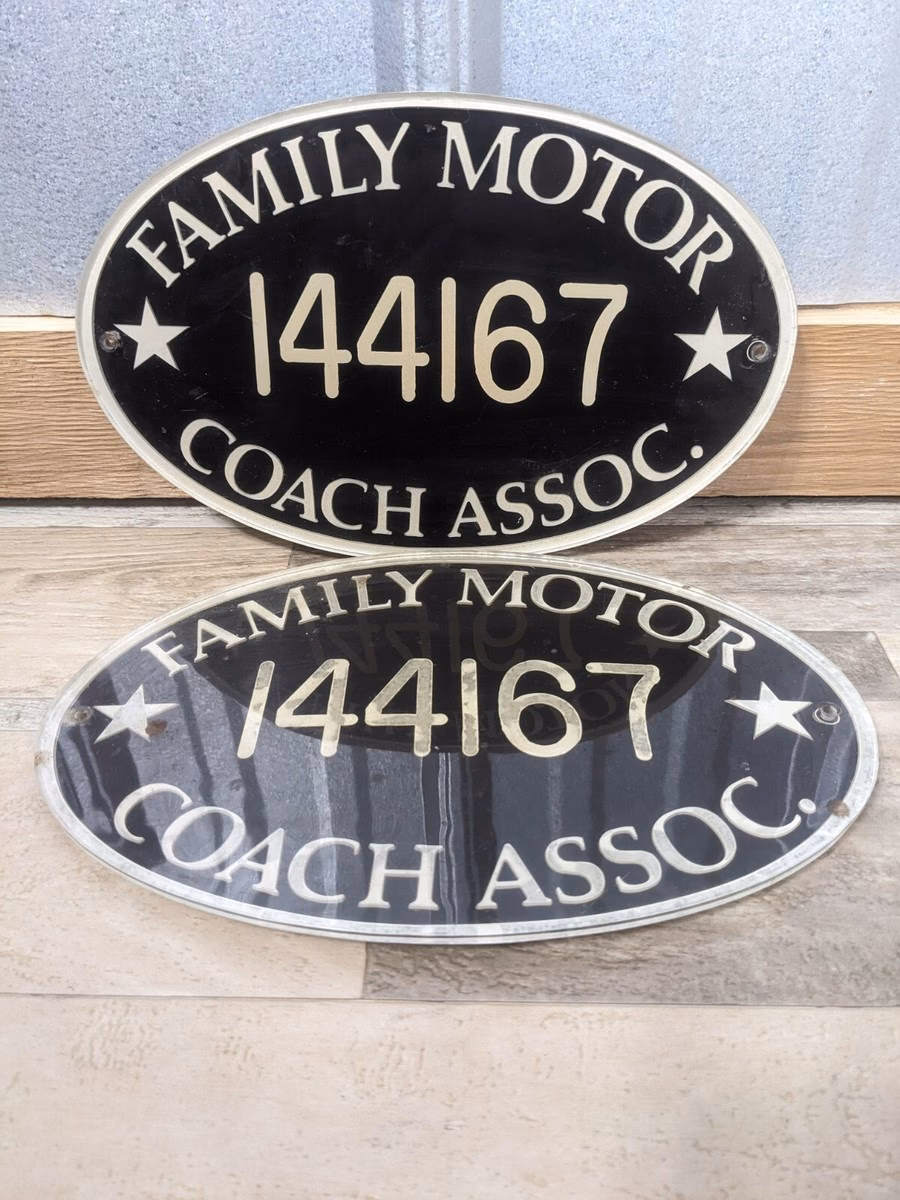 FAMILY MOTOR
144167
COACH ASSOC.
FAMILY MOTOR
144167
COACH ASSOC.